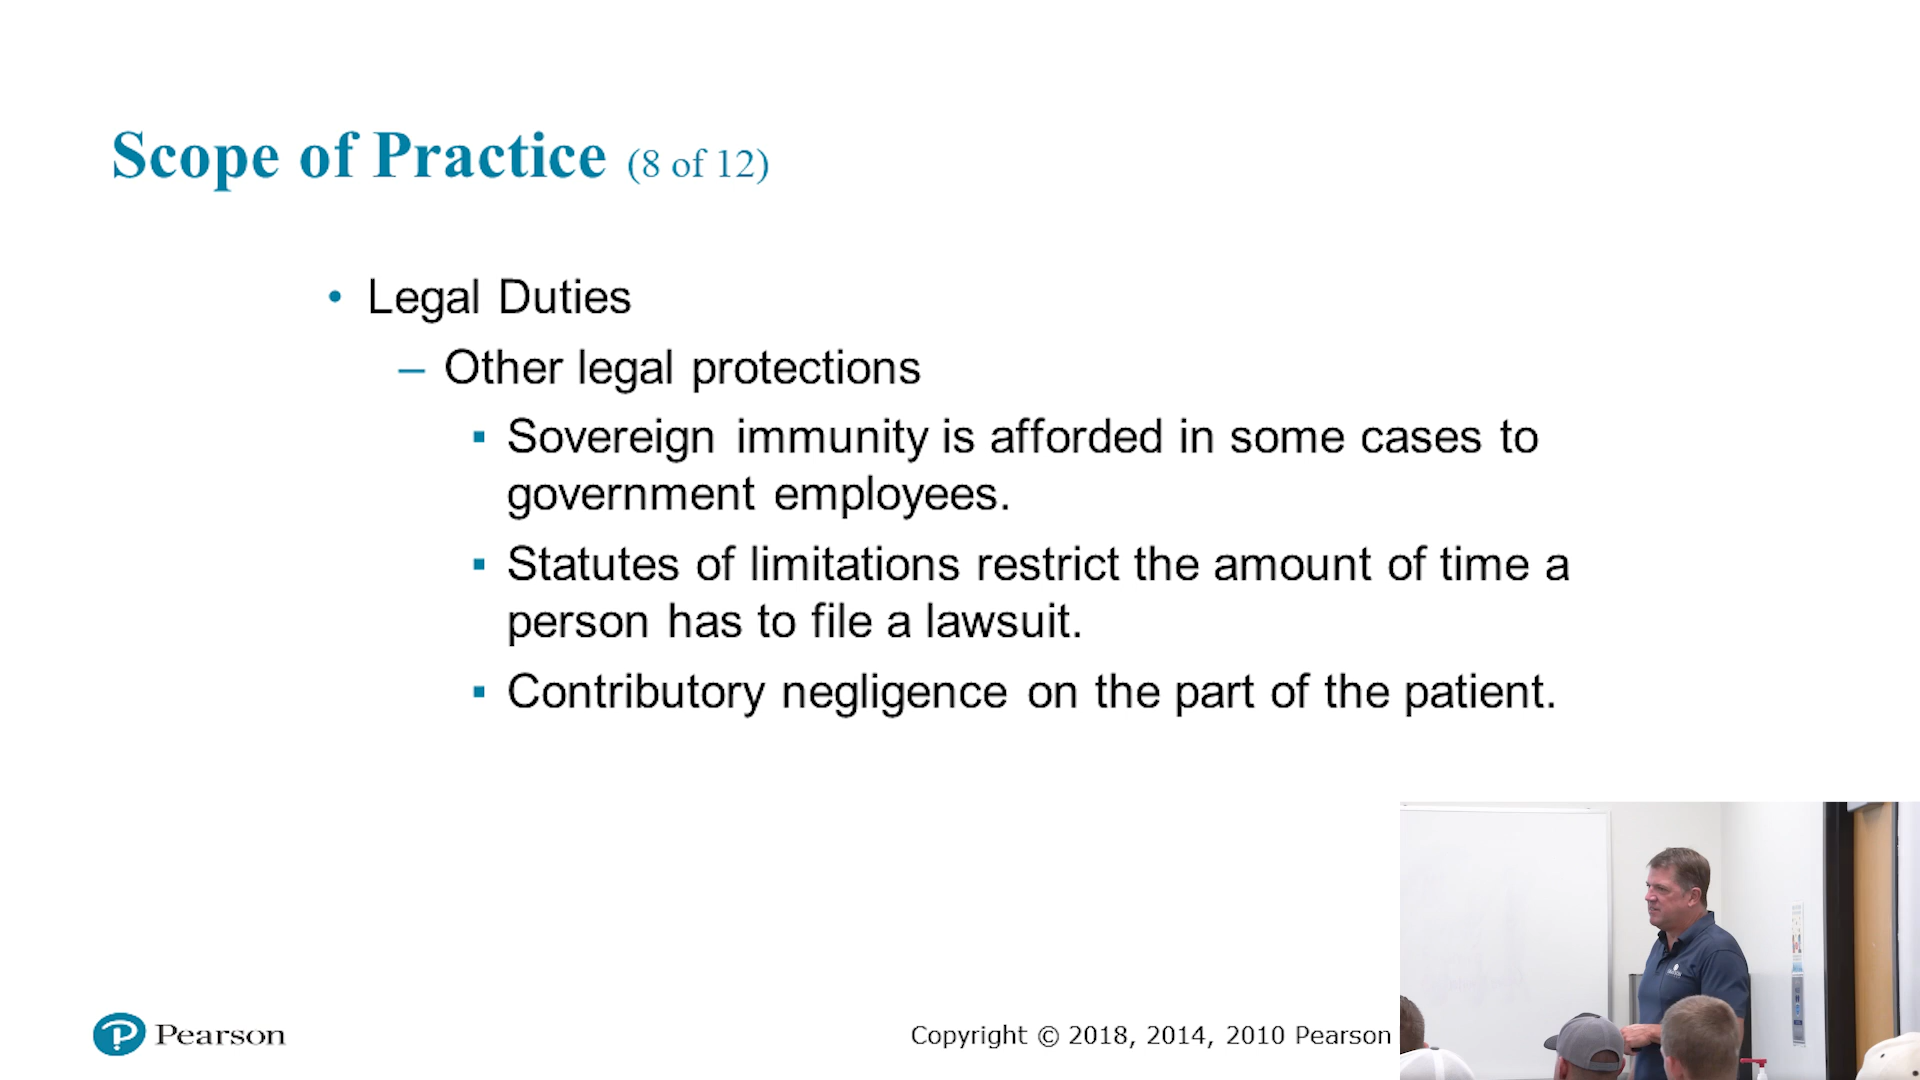 Scope of Practice (8 of 12)
• Legal Duties
– Other legal protections
▪ Sovereign immunity is afforded in some cases to
government employees.
▪ Statutes of limitations restrict the amount of time a
person has to file a lawsuit.
▪ Contributory negligence on the part of the patient.
Pearson
Copyright © 2018, 2014, 2010 Pearson